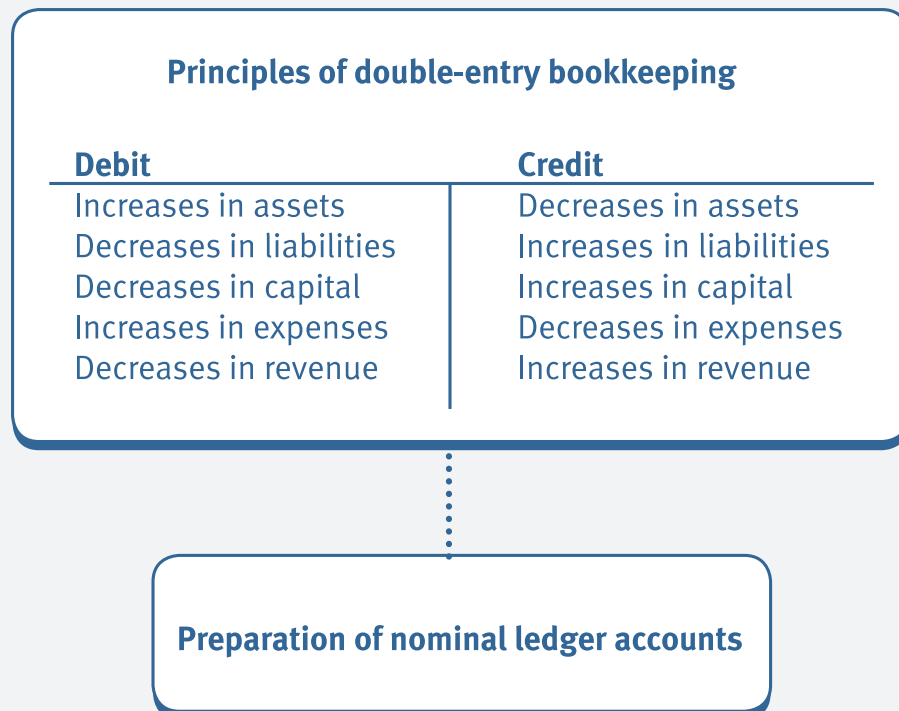 Principles of double-entry bookkeeping
Debit
Credit
Increases in assets
Decreases in assets
Decreases in liabilities
Increases in liabilities
Decreases in capital
Increases in capital
Increases in expenses
Decreases in expenses
Decreases in revenue
Increases in revenue
Preparation of nominal ledger accounts